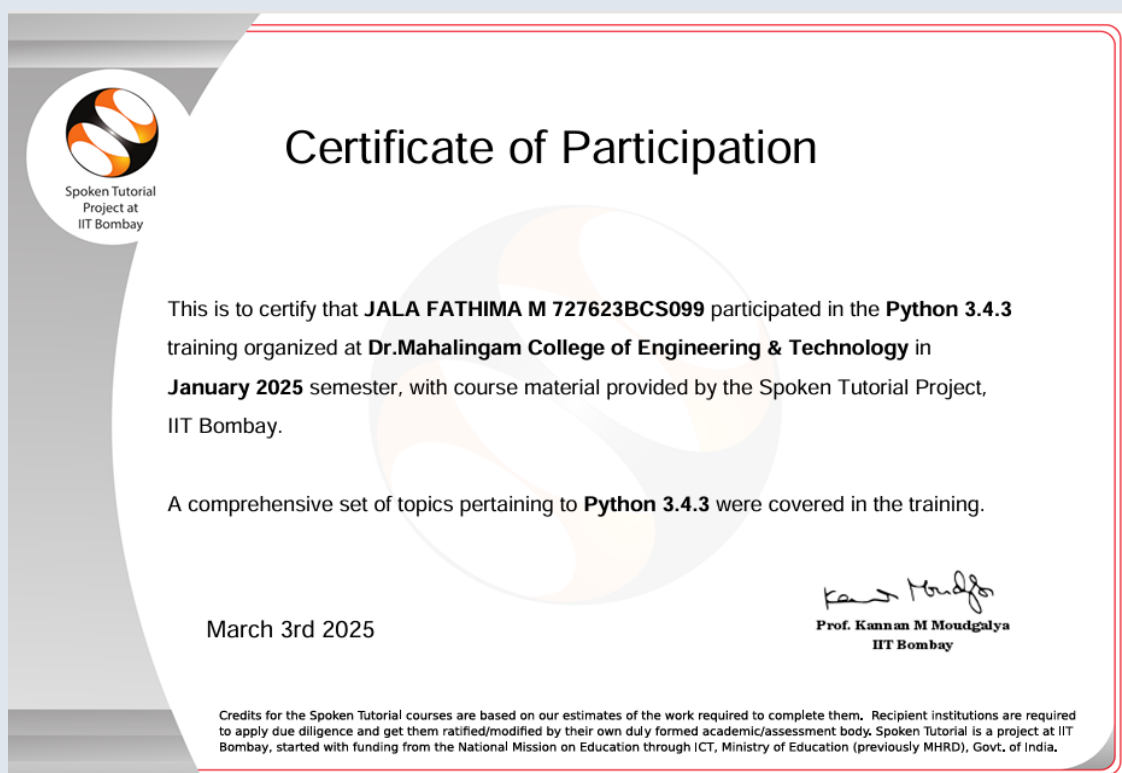 Spoken Tutorial
Project at
IIT Bombay
Certificate of Participation
This is to certify that JALA FATHIMA M 727623BCS099 participated in the Python 3.4.3
training organized at Dr.Mahalingam College of Engineering & Technology in
January 2025 semester, with course material provided by the Spoken Tutorial Project,
IIT Bombay.
A comprehensive set of topics pertaining to Python 3.4.3 were covered in the training.
March 3rd 2025
Prof. Kannan M Moudgalya
IIT Bombay
Credits for the Spoken Tutorial courses are based on our estimates of the work required to complete them. Recipient institutions are required
to apply due diligence and get them ratified/modified by their own duly formed academic/assessment body. Spoken Tutorial is a project at IIT
Bombay, started with funding from the National Mission on Education through ICT, Ministry of Education (previously MHRD), Govt. of India.